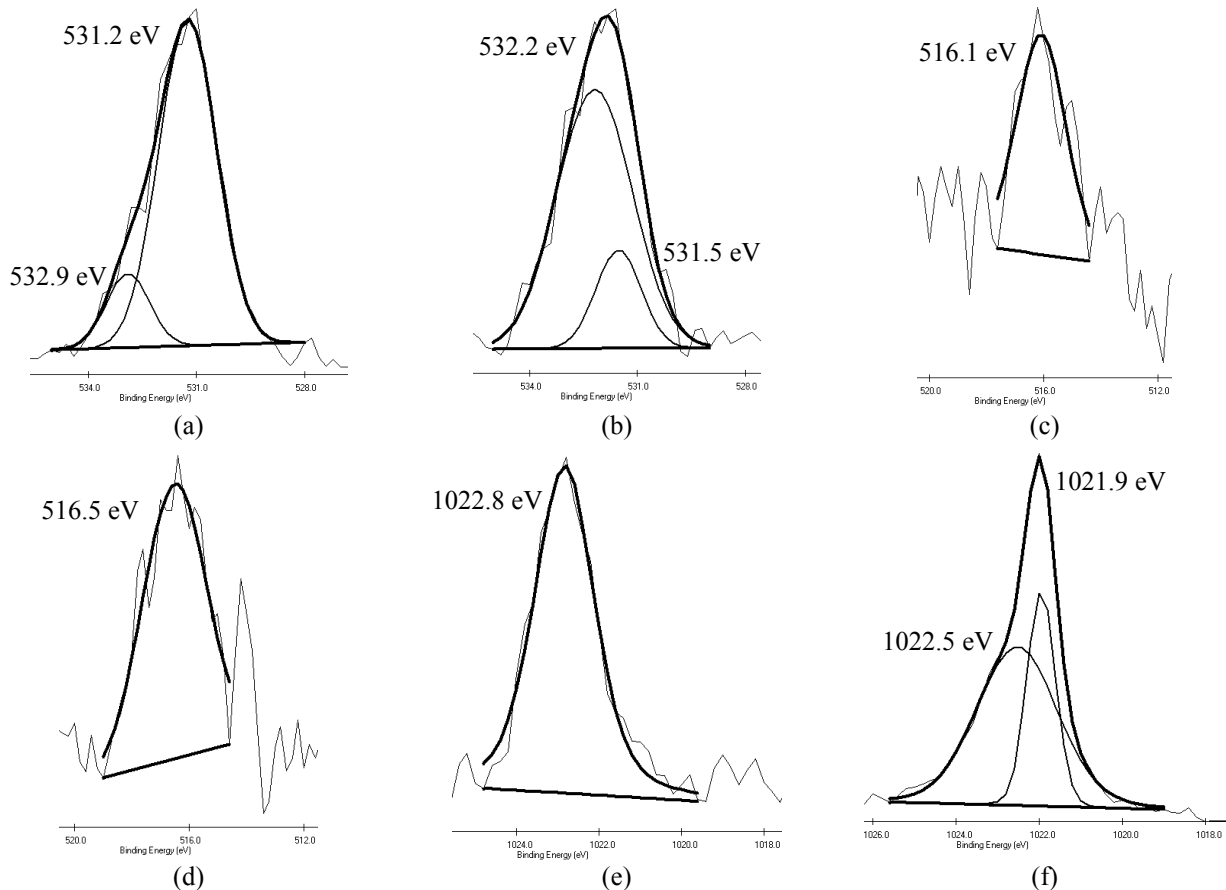 531.2 eV
532.9 eV
534.0 531.0 528.0
Binding Energy (eV)
(a)
532.2 eV
531.5 eV
534.0 531.0 528.0
Binding Energy (eV)
(b)
516.1 eV
520.0 516.0 512.0
Binding Energy (eV)
(c)
516.5 eV
520.0 516.0 512.0
Binding Energy (eV)
(d)
1022.8 eV
1024.0 1022.0 1020.0 1018.0
Binding Energy (eV)
(e)
1021.9 eV
1022.5 eV
1026.0 1024.0 1022.0 1020.0 1018.0
Binding Energy (eV)
(f)